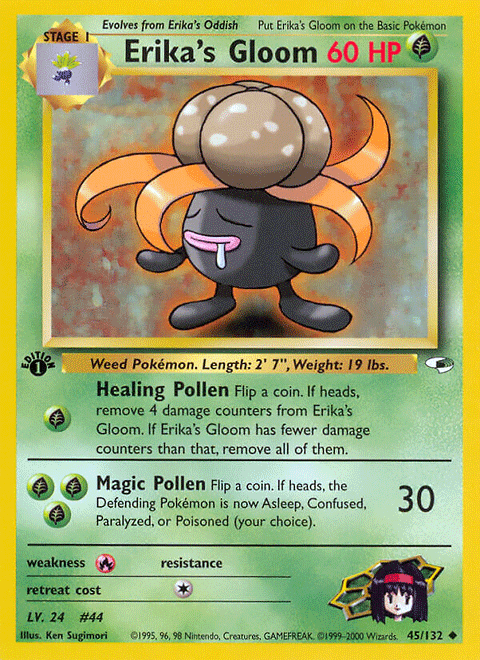 Evolves from Erika's Oddish Put Erika's Gloom on the Basic Pokémon
STAGE 1
Erika's Gloom 60 HP
EDITION
1
Weed Pokémon. Length: 2' 7", Weight: 19 lbs.
Healing Pollen Flip a coin. If heads,
remove 4 damage counters from Erika's
Gloom. If Erika's Gloom has fewer damage
counters than that, remove all of them.
Magic Pollen Flip a coin. If heads, the
Defending Pokémon is now Asleep, Confused,
Paralyzed, or Poisoned (your choice).
30
weakness resistance
retreat cost
LV. 24 #44
Illus. Ken Sugimori ©1995, 96, 98 Nintendo, Creatures, GAMEFREAK. ©1999-2000 Wizards. 45/132